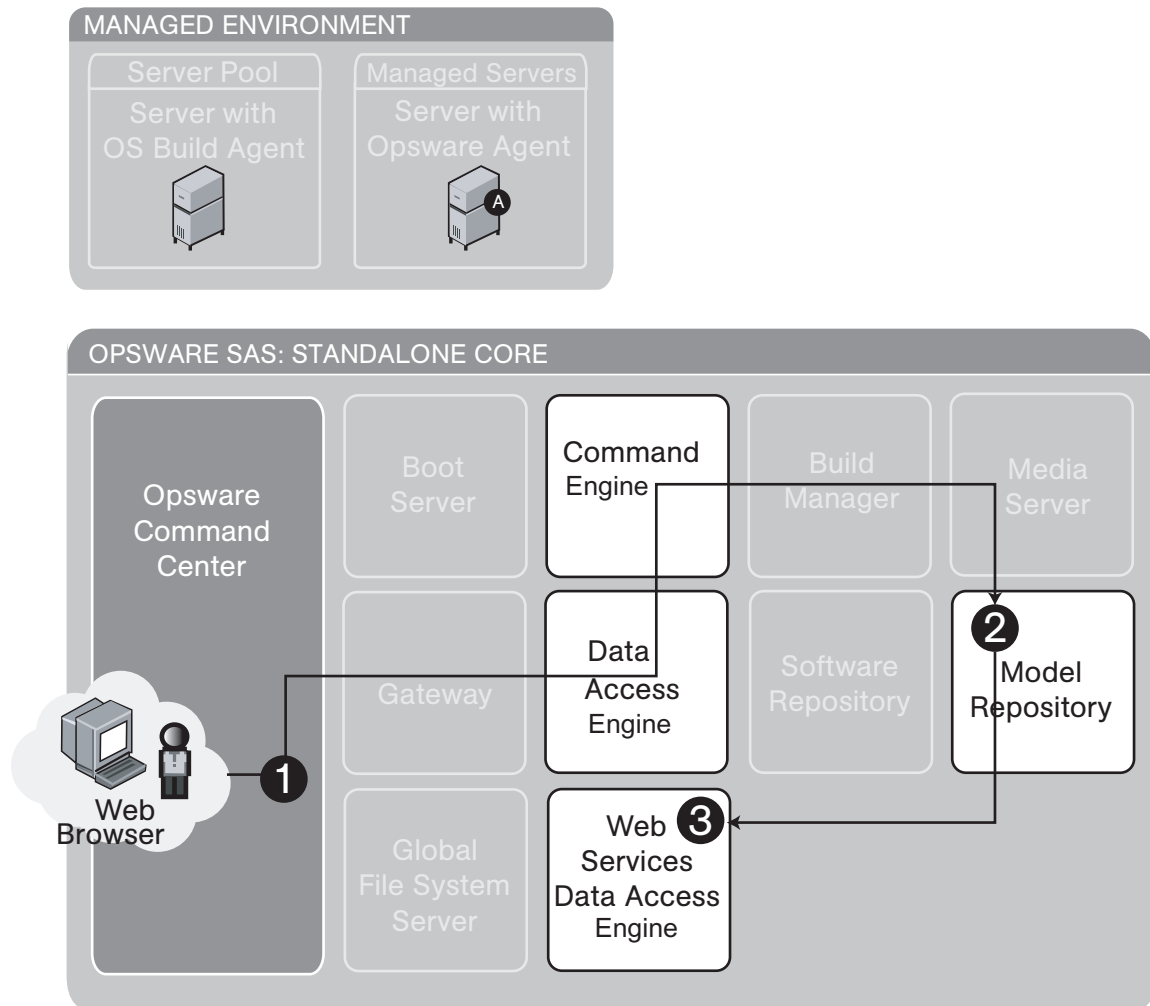 MANAGED ENVIRONMENT
Server Pool
Server with
OS Build Agent
Managed Servers
Server with
Opsware Agent
A
OPSWARE SAS: STANDALONE CORE
Opsware
Command
Center
Boot
Server
Command
Engine
Build
Manager
Media
Server
Gateway
Data
Access
Engine
Software
Repository
2
Model
Repository
1
Web
Browser
Global
File System
Server
Web 3
Services
Data Access
Engine